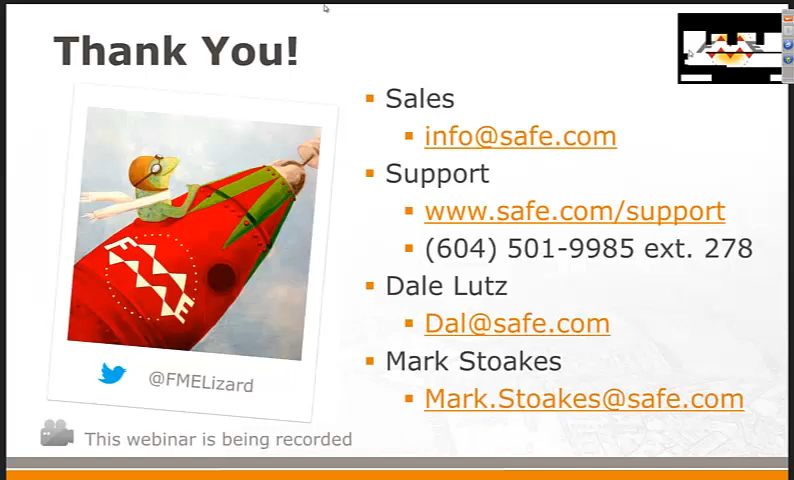 Thank You!
Sales
info@safe.com
Support
www.safe.com/support
(604) 501-9985 ext. 278
Dale Lutz
Dal@safe.com
Mark Stoakes
Mark.Stoakes@safe.com
FME
@FMELizard
This webinar is being recorded